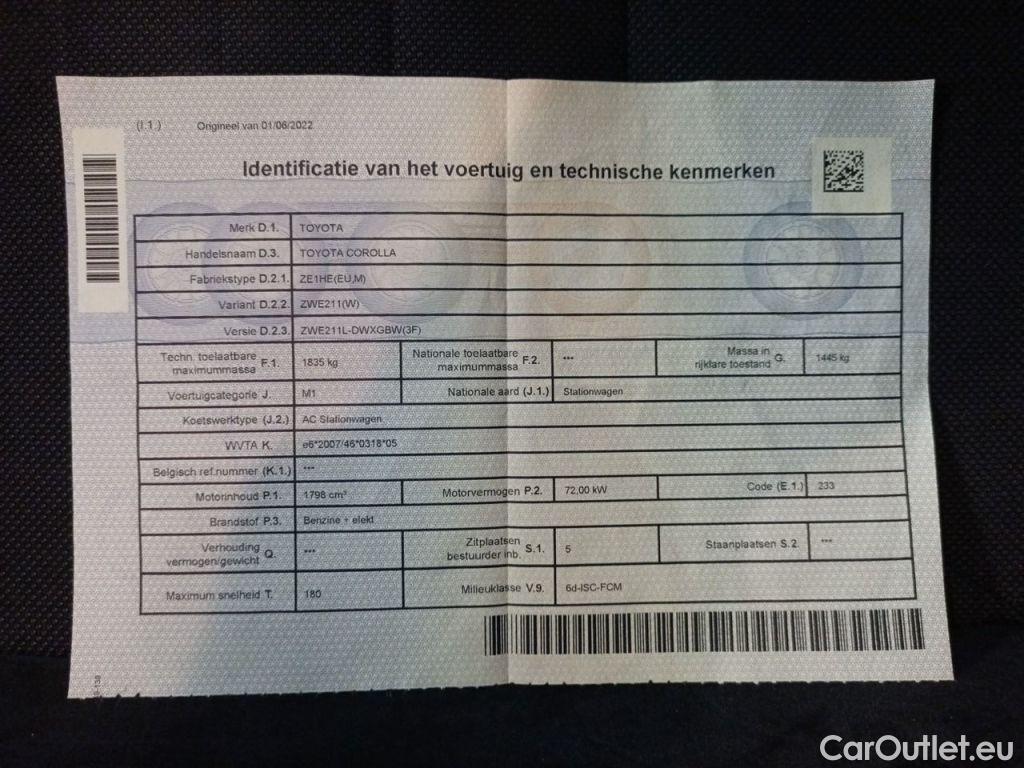 (I.1.) Origineel van 01/06/2022
Identificatie van het voertuig en technische kenmerken
Merk D.1. TOYOTA
Handelsnaam D.3. TOYOTA COROLLA
Fabriekstype D.2.1. ZE1HE(EU,M)
Variant D.2.2. ZWE211(W)
Versie D.2.3. ZWE211L-DWXGBW(3F)
Techn. toelaatbare maximummassa F.1. 1835 kg Nationale toelaatbare maximummassa F.2. *** Massa in rijklare toestand G. 1445 kg
Voertuigcategorie J. M1 Nationale aard (J.1.) Stationwagen
Koetswerktype (J.2.) AC Stationwagen
WVTA K. e6*2007/46*0318*05
Belgisch ref.nummer (K.1.) ***
Motorinhoud P.1. 1798 cm³ Motorvermogen P.2. 72,00 kW Code (E.1.) 233
Brandstof P.3. Benzine + elekt
Verhouding vermogen/gewicht Q. *** Zitplaatsen bestuurder inb. S.1. 5 Staanplaatsen S.2. ***
Maximum snelheid T. 180 Milieuklasse V.9. 6d-ISC-FCM
CarOutlet.eu